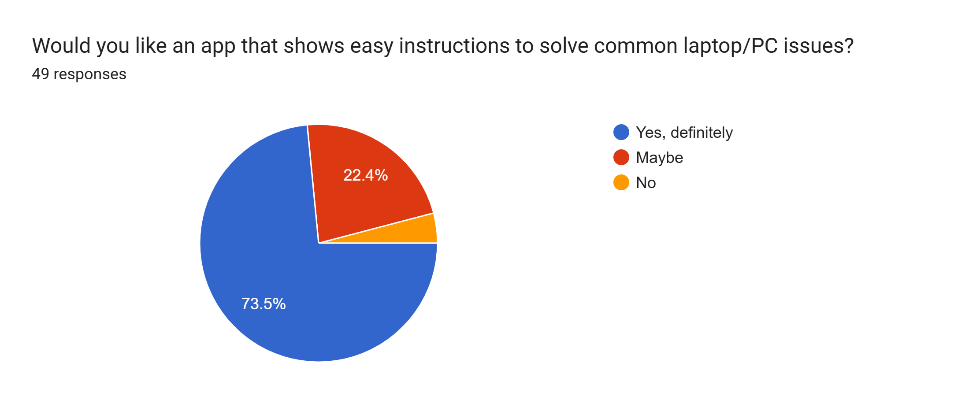 Would you like an app that shows easy instructions to solve common laptop/PC issues?
49 responses
Yes, definitely
Maybe
No
22.4%
73.5%